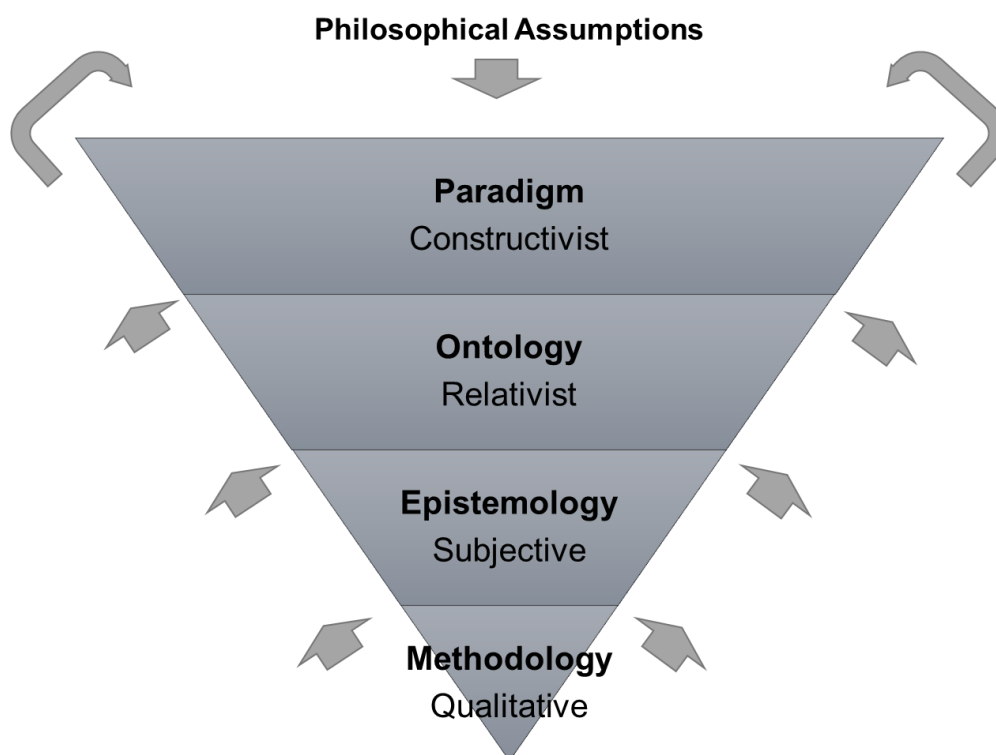 Philosophical Assumptions
Paradigm
Constructivist
Ontology
Relativist
Epistemology
Subjective
Methodology
Qualitative